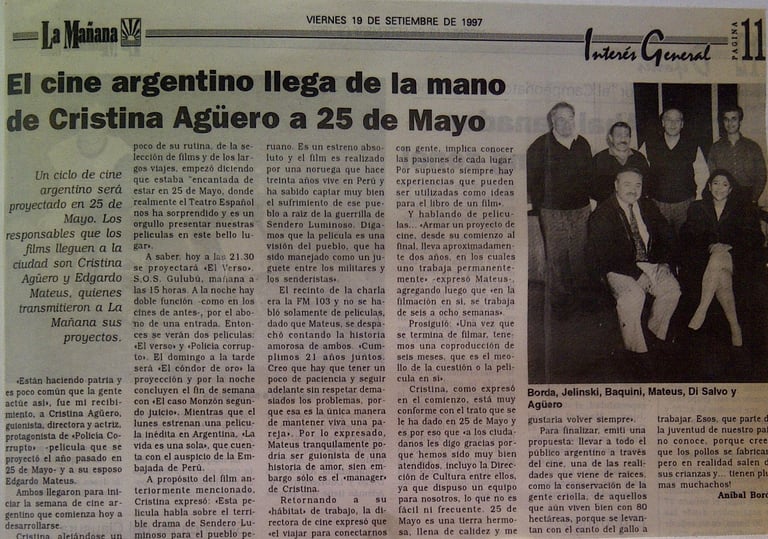 La Mañana
VIERNES 19 DE SETIEMBRE DE 1997
Interés General
PAGINA 11
El cine argentino llega de la mano
de Cristina Agüero a 25 de Mayo
Un ciclo de cine
argentino será
proyectado en 25 de
Mayo. Los
responsables que los
films lleguen a la
ciudad son Cristina
Agüero y Edgardo
Mateus, quienes
transmitieron a La
Mañana sus
proyectos.
«Están haciendo patria y
es poco común que la gente
actúe así», fue mi recibi-
miento, a Cristina Agüero,
guionista, directora y actriz,
protagonista de «Policía Co-
rrupto» -película que se
proyectó el año pasado en
25 de Mayo- y a su esposo
Edgardo Mateus.
Ambos llegaron para ini-
ciar la semana de cine ar-
gentino que comienza hoy a
desarrollarse.
Cristina, alejándose un
poco de su rutina, de la se-
lección de films y de los lar-
gos viajes, empezó diciendo
que estaba "encantada de
estar en 25 de Mayo, donde
realmente el Teatro Español
nos ha sorprendido y es un
orgullo presentar nuestras
películas en este bello lu-
gar».
A saber, hoy a las 21.30
se proyectará «El Verso».
S.O.S. Gulubú, mañana a
las 15 horas. A la noche hay
doble función -como en los
cines de antes-, por el abo-
no de una entrada. Enton-
ces se verán dos películas:
«El verso» y «Policía corrup-
to». El domingo a la tarde
será «El cóndor de oro» la
proyección y por la noche
concluyen el fin de semana
con «El caso Monzón segun-
do juicio». Mientras que el
lunes estrenan una pelicu-
la inédita en Argentina, «La
vida es una sola», que cuen-
ta con el auspicio de la Em-
bajada de Perú.
A propósito del film ante-
riormente mencionado,
Cristina expresó: «Esta pe-
lícula habla sobre el terri-
ble drama de Sendero Lu-
minoso para el pueblo pe-
ruano. Es un estreno abso-
luto y el film es realizado
por una noruega que hace
treinta años vive en Perú y
ha sabido captar muy bien
el sufrimiento de ese pue-
blo a raíz de la guerrilla de
Sendero Luminoso. Diga-
mos que la película es una
visión del pueblo, que ha
sido manejado como un ju-
guete entre los militares y
los senderistas».
El recinto de la charla
era la FM 103 y no se ha-
bló solamente de películas,
dado que Mateus, se despa-
chó contando la historia
amorosa de ambos. «Cum-
plimos 21 años juntos.
Creo que hay que tener un
poco de paciencia y seguir
adelante sin respetar dema-
siados los problemas, por-
que esa es la única manera
de mantener viva una pa-
reja». Por lo expresado,
Mateus tranquilamente po-
dría ser guionista de una
historia de amor, sien em-
bargo sólo es el «manager»
de Cristina.
Retornando a su
«hábitat» de trabajo, la di-
rectora de cine expresó que
«el viajar para conectarnos
con gente, implica conocer
las pasiones de cada lugar.
Por supuesto siempre hay
experiencias que pueden
ser utilizadas como ideas
para el libro de un film».
Y hablando de pelicu-
las... «Armar un proyecto de
cine, desde su comienzo al
final, lleva aproximadamen-
te dos años, en los cuales
uno trabaja permanente-
mente» -expresó Mateus-,
agregando luego que «en la
filmación en si, se trabaja
de seis a ocho semanas».
Prosiguió: «Una vez que
se termina de filmar, tene-
mos una coproducción de
seis meses, que es el meo-
llo de la cuestión o la pelícu-
la en si»
Cristina, como expresó
en el comienzo, está muy
conforme con el trato que se
le ha dado en 25 de Mayo y
es por eso que «a los ciuda-
danos les digo gracias por-
que hemos sido muy bien
atendidos, incluyo la Direc-
ción de Cultura entre ellos,
ya que dispuso un equipo
para nosotros, lo que no es
fácil ni frecuente. 25 de
Mayo es una tierra hermo-
sa, llena de calidez y me
Borda, Jelinski, Baquini, Mateus, Di Salvo y
Agüero
gustaría volver siempre».
Para finalizar, emití una
propuesta: llevar a todo el
público argentino a través
del cine, una de las reali-
dades que viene de raíces,
como la conservación de la
gente criolla, de aquellos
que aún viven bien con 80
hectáreas, porque se levan-
tan con el canto del gallo a
trabajar. Esos, que parte de
la juventud de nuestro
no conoce, porque
que los pollos se fabrican
pero en realidad salen de
sus crianzas y... tienen
mas muchachos!
Aníbal